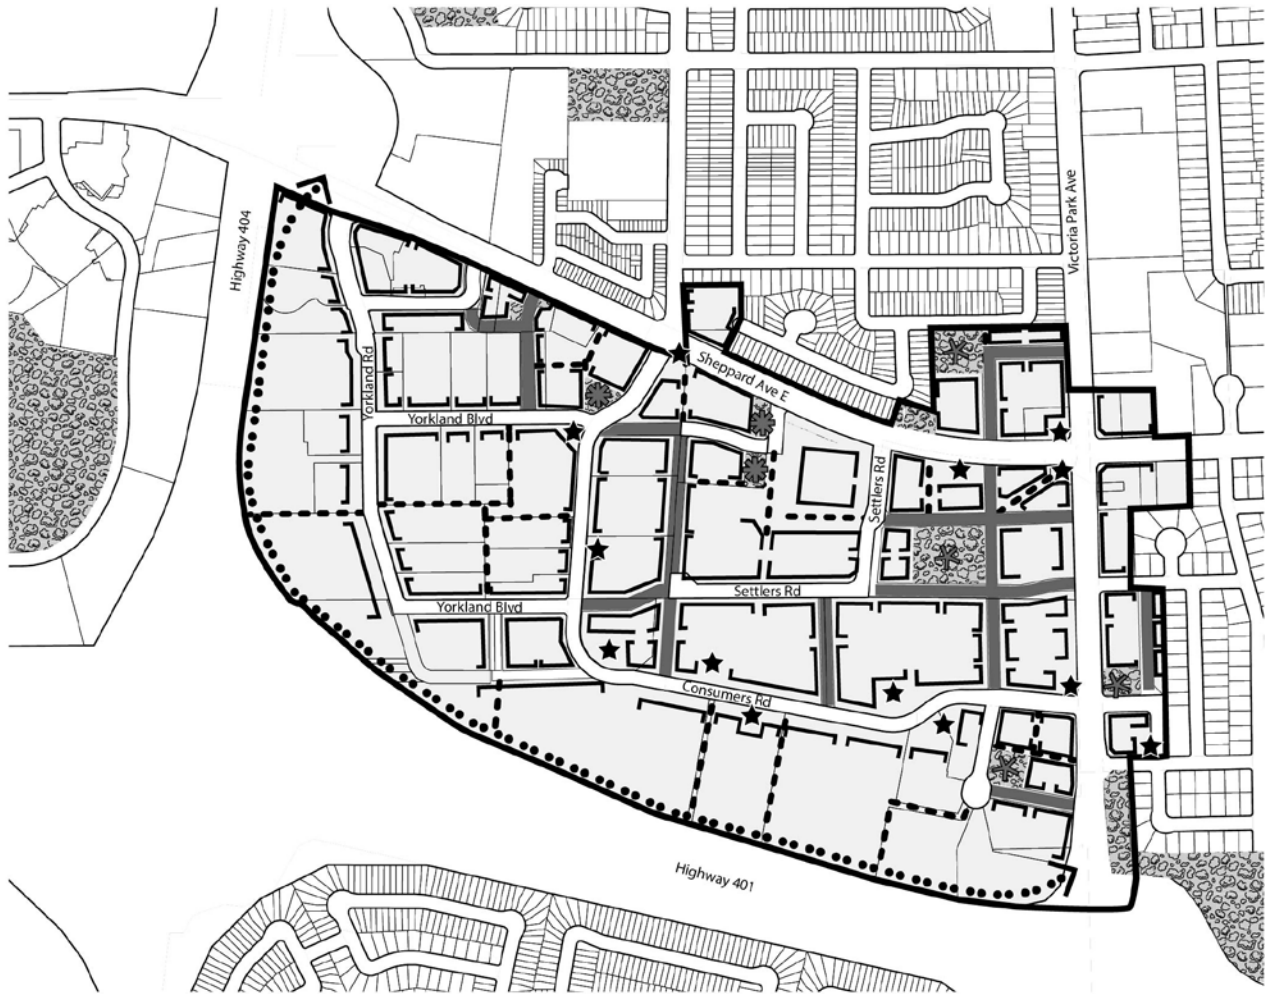 Highway 404
Victoria Park Ave
Sheppard Ave E
Yorkland Rd
Yorkland Blvd
Settlers Rd
Settlers Rd
Yorkland Blvd
Consumers Rd
Highway 401